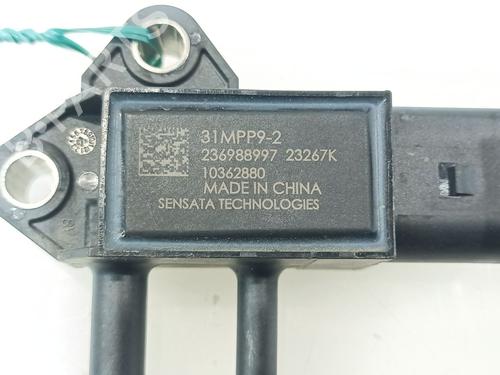 31MPP9-2
236988997 23267K
10362880
MADE IN CHINA
SENSATA TECHNOLOGIES